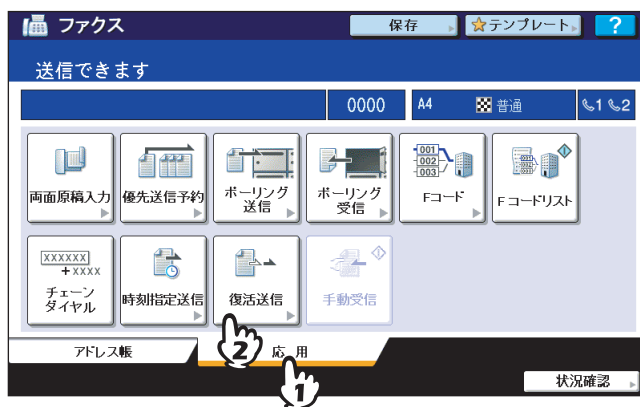 ファクス
保存
テンプレート
?
送信できます
0000
A4
普通
1
2
両面原稿入力
優先送信予約
ポーリング
送信
ポーリング
受信
001
002
003
Fコード
Fコードリスト
XXXXXX
+XXXX
チェーン
ダイヤル
時刻指定送信
復活送信
手動受信
アドレス帳
応用
2
1
状況確認